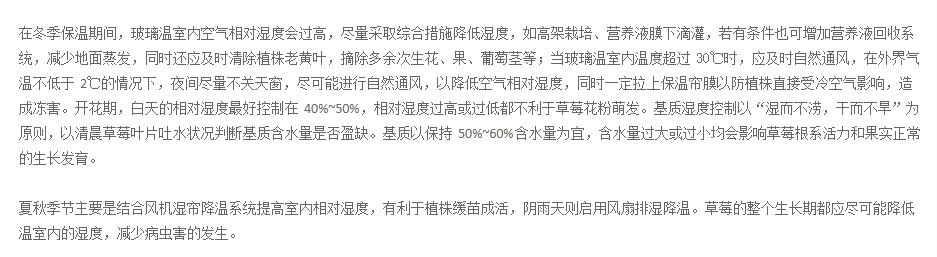 在冬季保温期间，玻璃温室内空气相对湿度会过高，尽量采取综合措施降低湿度，如高架栽培、营养液膜下滴灌，若有条件也可增加营养液回收系
统，减少地面蒸发，同时还应及时清除植株老黄叶，摘除多余次生花、果、葡萄茎等；当玻璃温室内温度超过 30℃时，应及时自然通风，在外界气
温不低于 2℃的情况下，夜间尽量不关天窗，尽可能进行自然通风，以降低空气相对湿度，同时一定拉上保温帘膜以防植株直接受冷空气影响，造
成冻害。开花期，白天的相对湿度最好控制在 40%~50%，相对湿度过高或过低都不利于草莓花粉萌发。基质湿度控制以“湿而不涝，干而不旱”为
原则，以清晨草莓叶片吐水状况判断基质含水量是否盈缺。基质以保持 50%~60%含水量为宜，含水量过大或过小均会影响草莓根系活力和果实正常
的生长发育。
夏秋季节主要是结合风机湿帘降温系统提高室内相对湿度，有利于植株缓苗成活，阴雨天则启用风扇排湿降温。草莓的整个生长期都应尽可能降低
温室内的湿度，减少病虫害的发生。